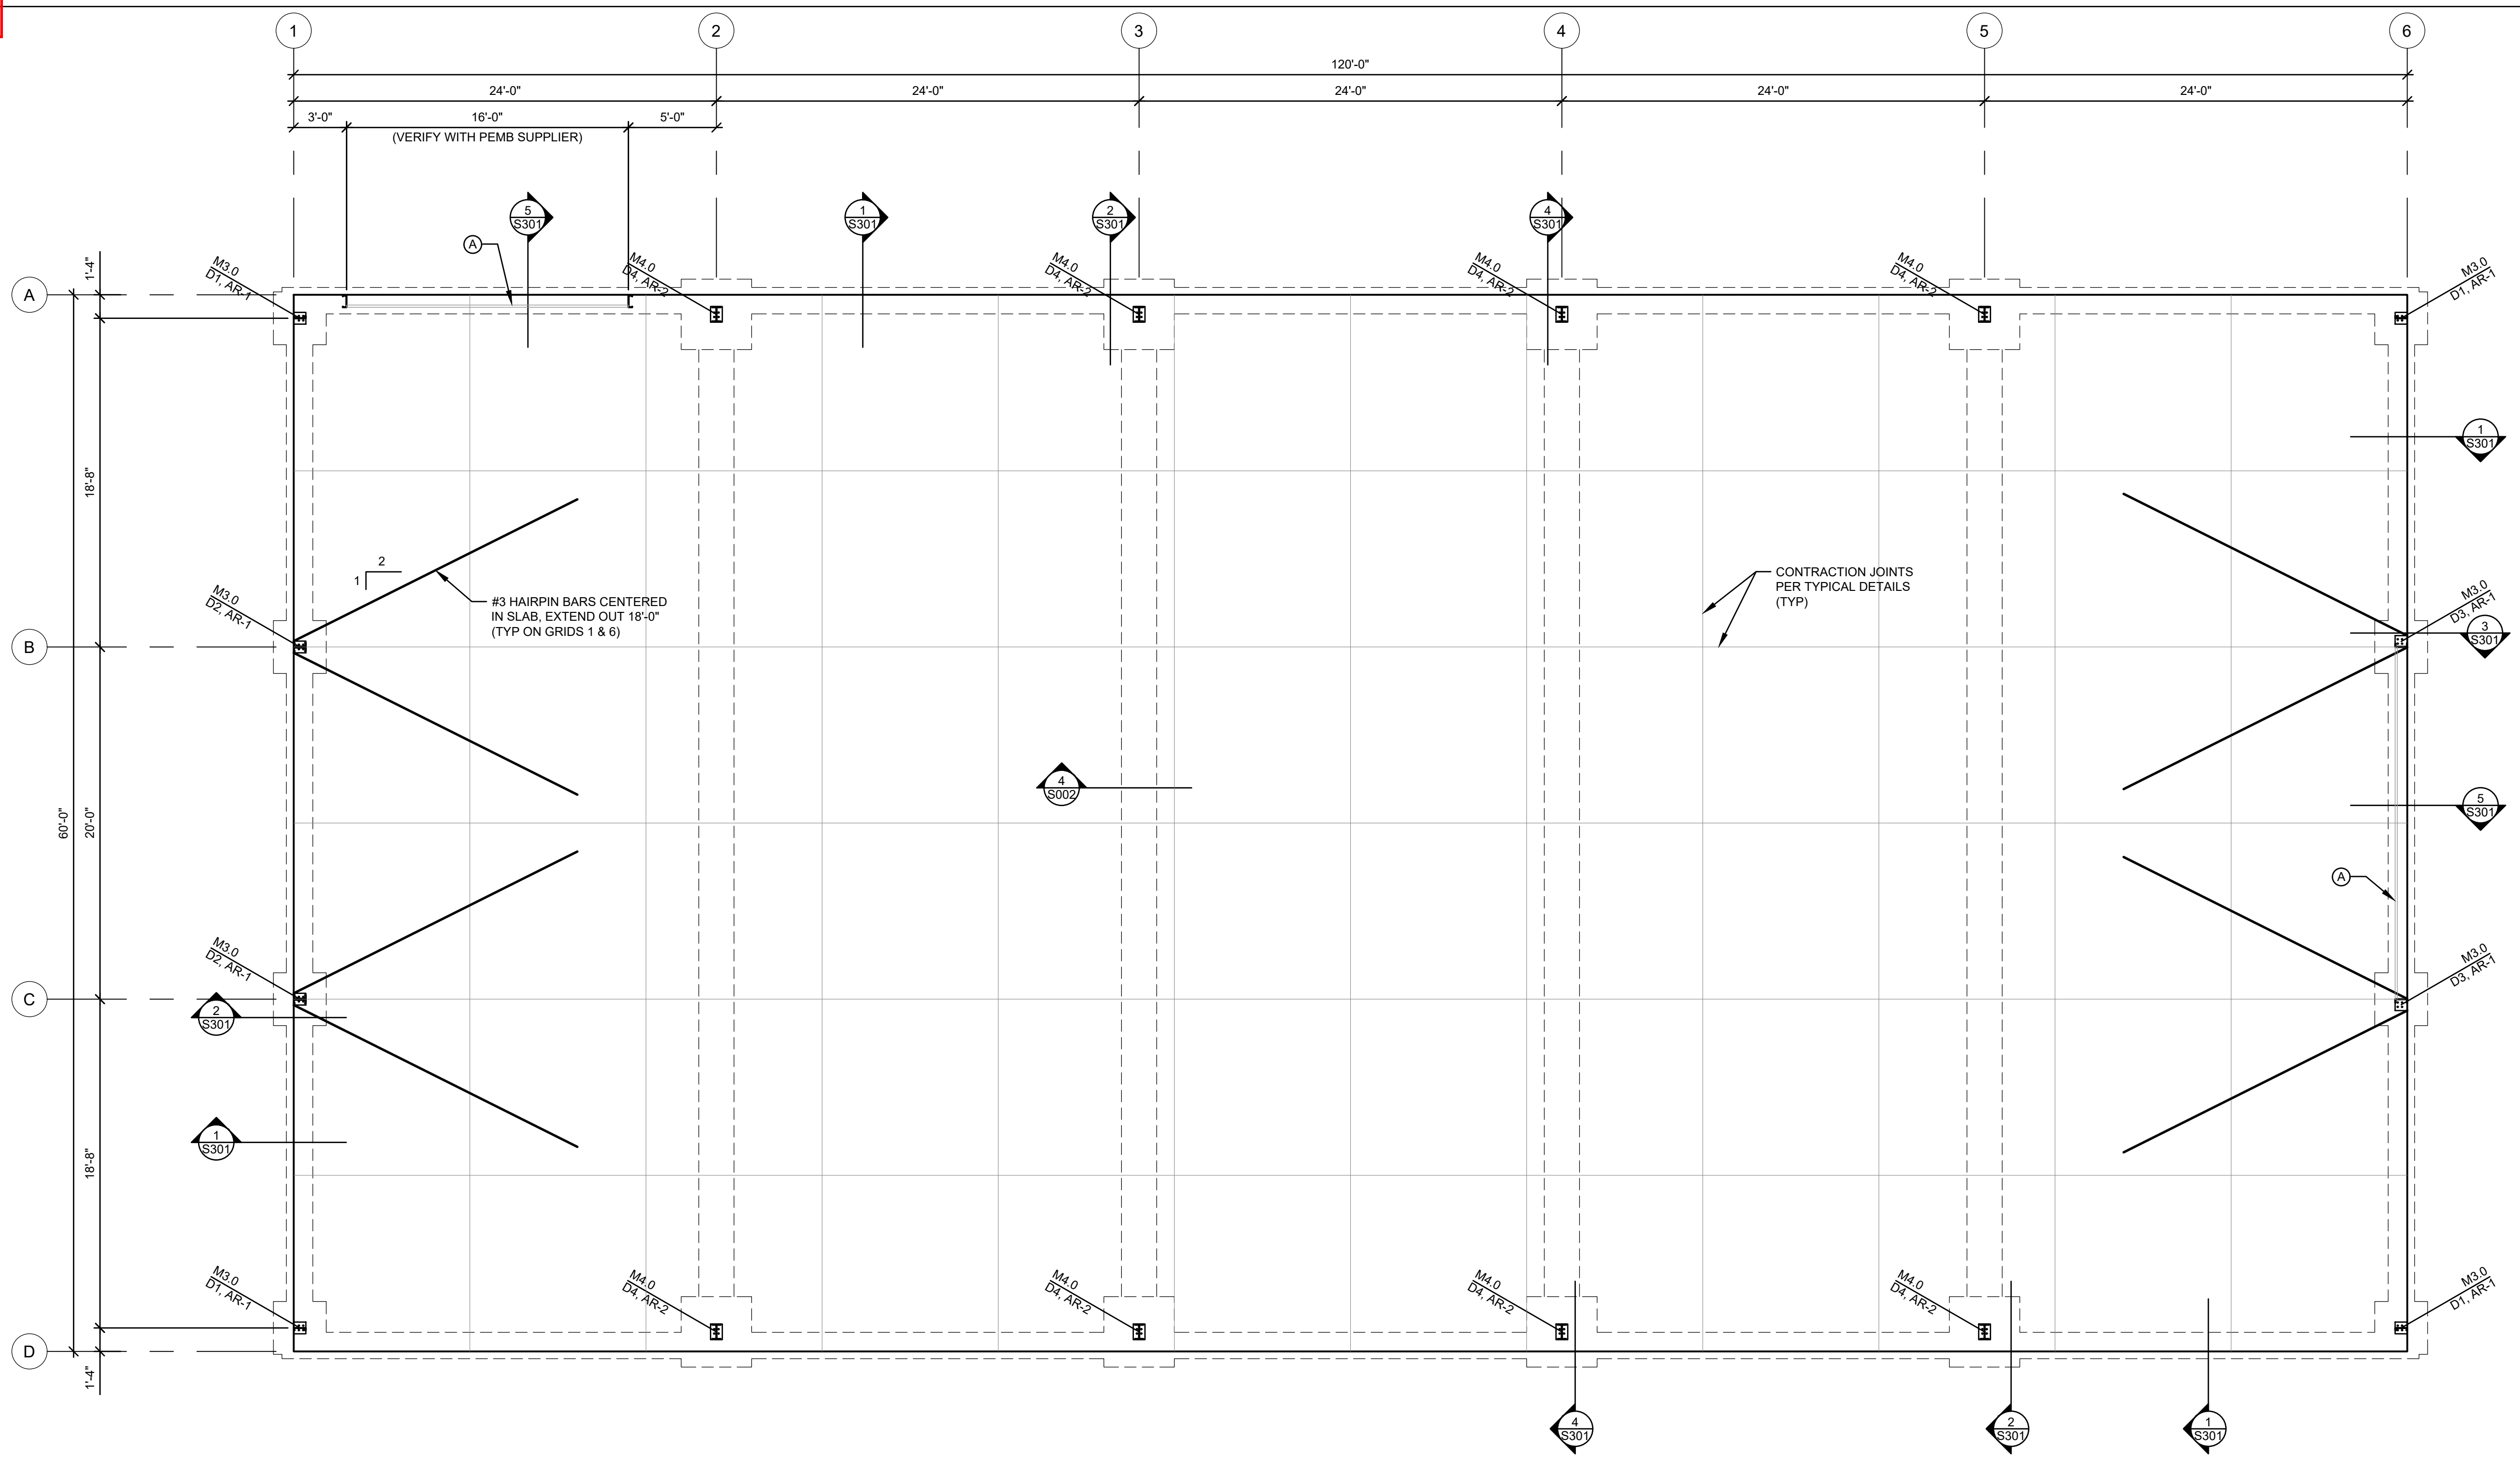 1
2
3
4
5
6
120'-0"
24'-0"
24'-0"
24'-0"
24'-0"
24'-0"
3'-0"
16'-0"
5'-0"
(VERIFY WITH PEMB SUPPLIER)
5
S301
1
S301
2
S301
4
S301
A
1'-4"
A
M3.0
D1, AR-1
M4.0
D4, AR-2
M4.0
D4, AR-2
M4.0
D4, AR-2
M4.0
D4, AR-2
M3.0
D1, AR-1
18'-8"
1
S301
2
1
#3 HAIRPIN BARS CENTERED
IN SLAB, EXTEND OUT 18'-0"
(TYP ON GRIDS 1 & 6)
CONTRACTION JOINTS
PER TYPICAL DETAILS
(TYP)
B
M3.0
D2, AR-1
M3.0
D3, AR-1
3
S301
60'-0"
20'-0"
4
S002
5
S301
A
C
M3.0
D2, AR-1
M3.0
D3, AR-1
2
S301
1
S301
18'-8"
M3.0
D1, AR-1
M4.0
D4, AR-2
M4.0
D4, AR-2
M4.0
D4, AR-2
M4.0
D4, AR-2
M3.0
D1, AR-1
D
1'-4"
4
S301
2
S301
1
S301